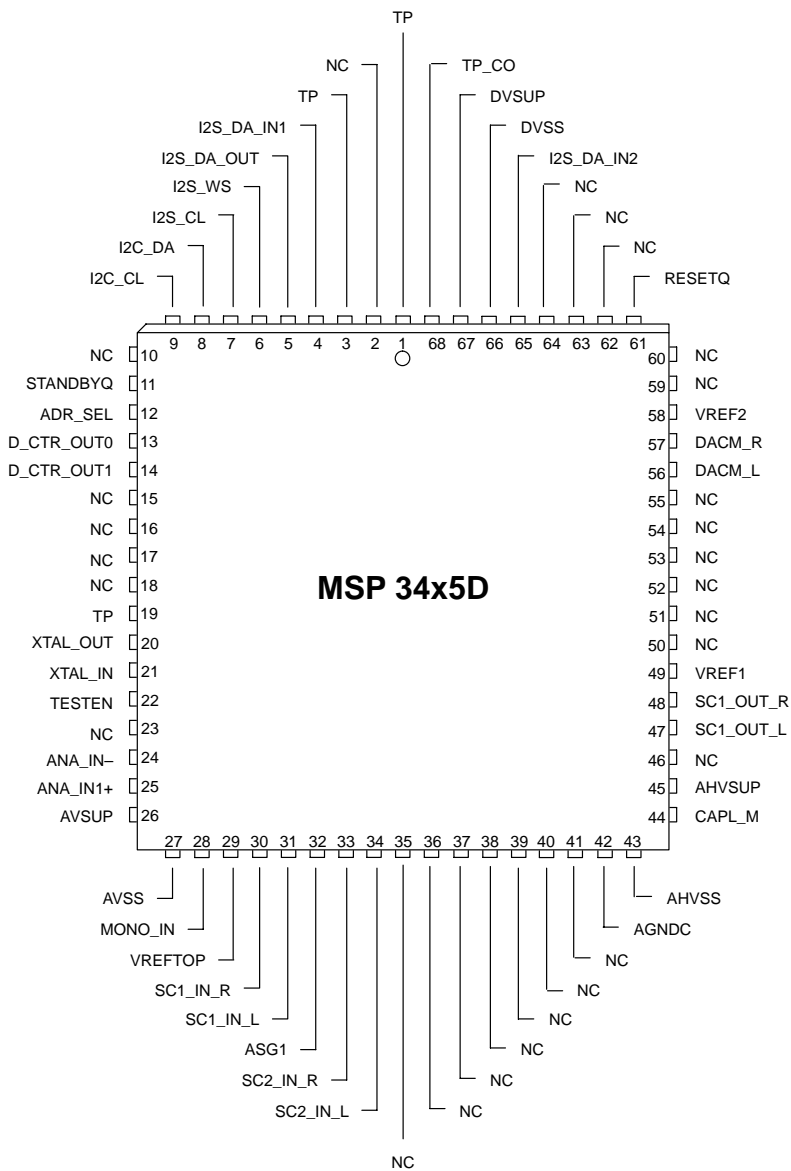 TP
NC TP_CO
TP DVSUP
I2S_DA_IN1 DVSS
I2S_DA_OUT I2S_DA_IN2
I2S_WS NC
I2S_CL NC
I2C_DA NC
I2C_CL RESETQ
9 8 7 6 5 4 3 2 1 68 67 66 65 64 63 62 61
NC 10 60 NC
STANDBYQ 11 59 NC
ADR_SEL 12 58 VREF2
D_CTR_OUT0 13 57 DACM_R
D_CTR_OUT1 14 56 DACM_L
NC 15 55 NC
NC 16 54 NC
NC 17 53 NC
NC 18 52 NC
MSP 34x5D
TP 19 51 NC
XTAL_OUT 20 50 NC
XTAL_IN 21 49 VREF1
TESTEN 22 48 SC1_OUT_R
NC 23 47 SC1_OUT_L
ANA_IN– 24 46 NC
ANA_IN1+ 25 45 AHVSUP
AVSUP 26 44 CAPL_M
27 28 29 30 31 32 33 34 35 36 37 38 39 40 41 42 43
AVSS AHVSS
MONO_IN AGNDC
VREFTOP NC
SC1_IN_R NC
SC1_IN_L NC
ASG1 NC
SC2_IN_R NC
SC2_IN_L NC
NC